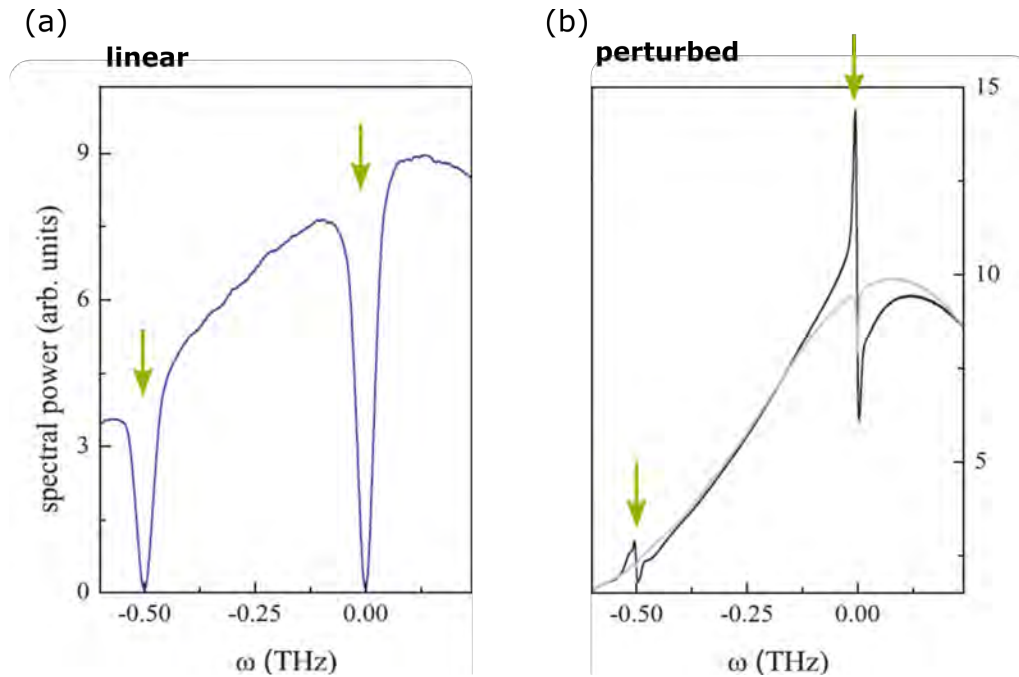 (a)
linear
9
6
3
0
spectral power (arb. units)
-0.50
-0.25
0.00
ω (THz)
(b)
perturbed
15
10
5
-0.50
-0.25
0.00
ω (THz)